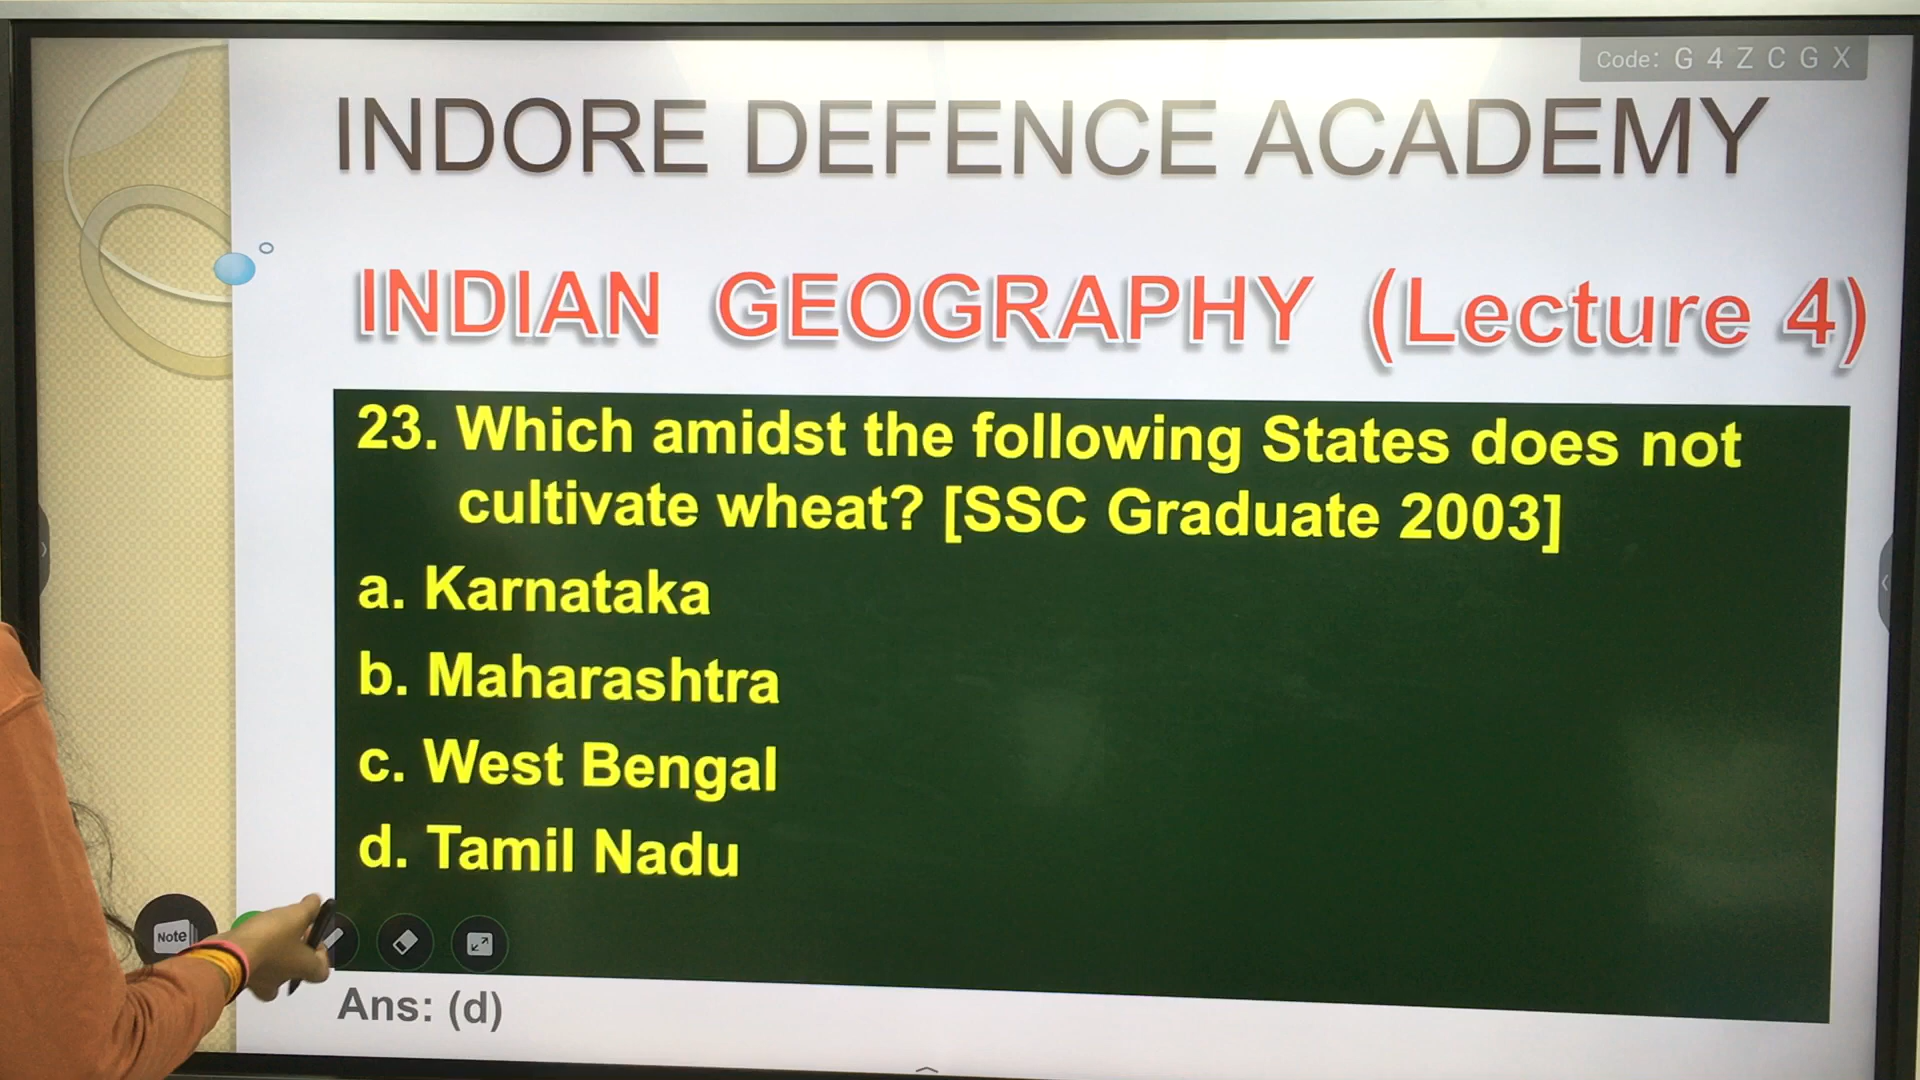 Code: G 4 Z C G X
INDORE DEFENCE ACADEMY
INDIAN GEOGRAPHY (Lecture 4)
23. Which amidst the following States does not
cultivate wheat? [SSC Graduate 2003]
a. Karnataka
b. Maharashtra
c. West Bengal
d. Tamil Nadu
Note
Ans: (d)